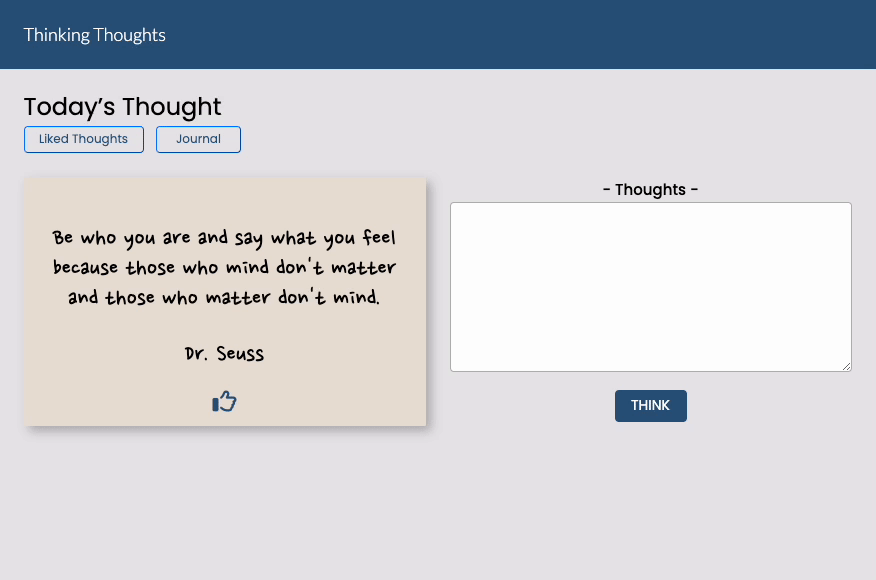 Thinking Thoughts
Today's Thought
Liked Thoughts
Journal
Be who you are and say what you feel
because those who mind don't matter
and those who matter don't mind.
Dr. Seuss
- Thoughts -
THINK